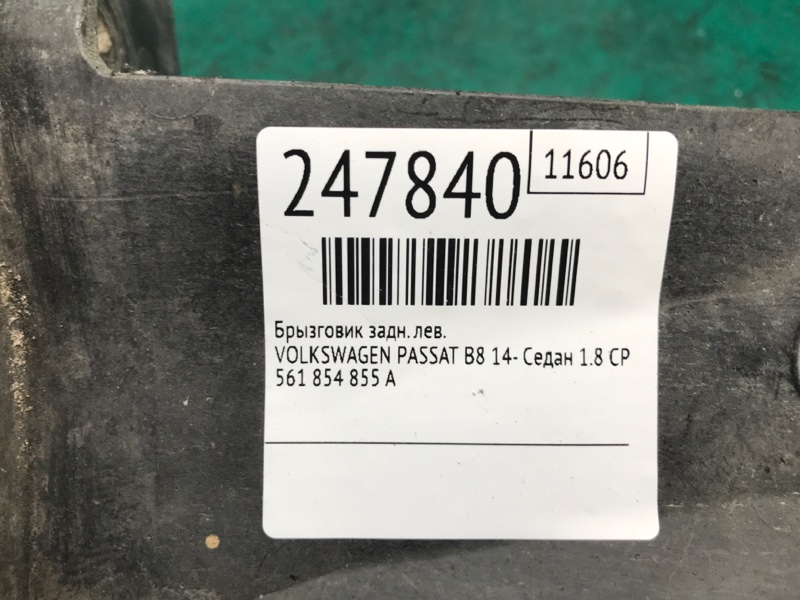 247840
11606
Брызговик задн. лев.
VOLKSWAGEN PASSAT B8 14- Седан 1.8 CP
561 854 855 A